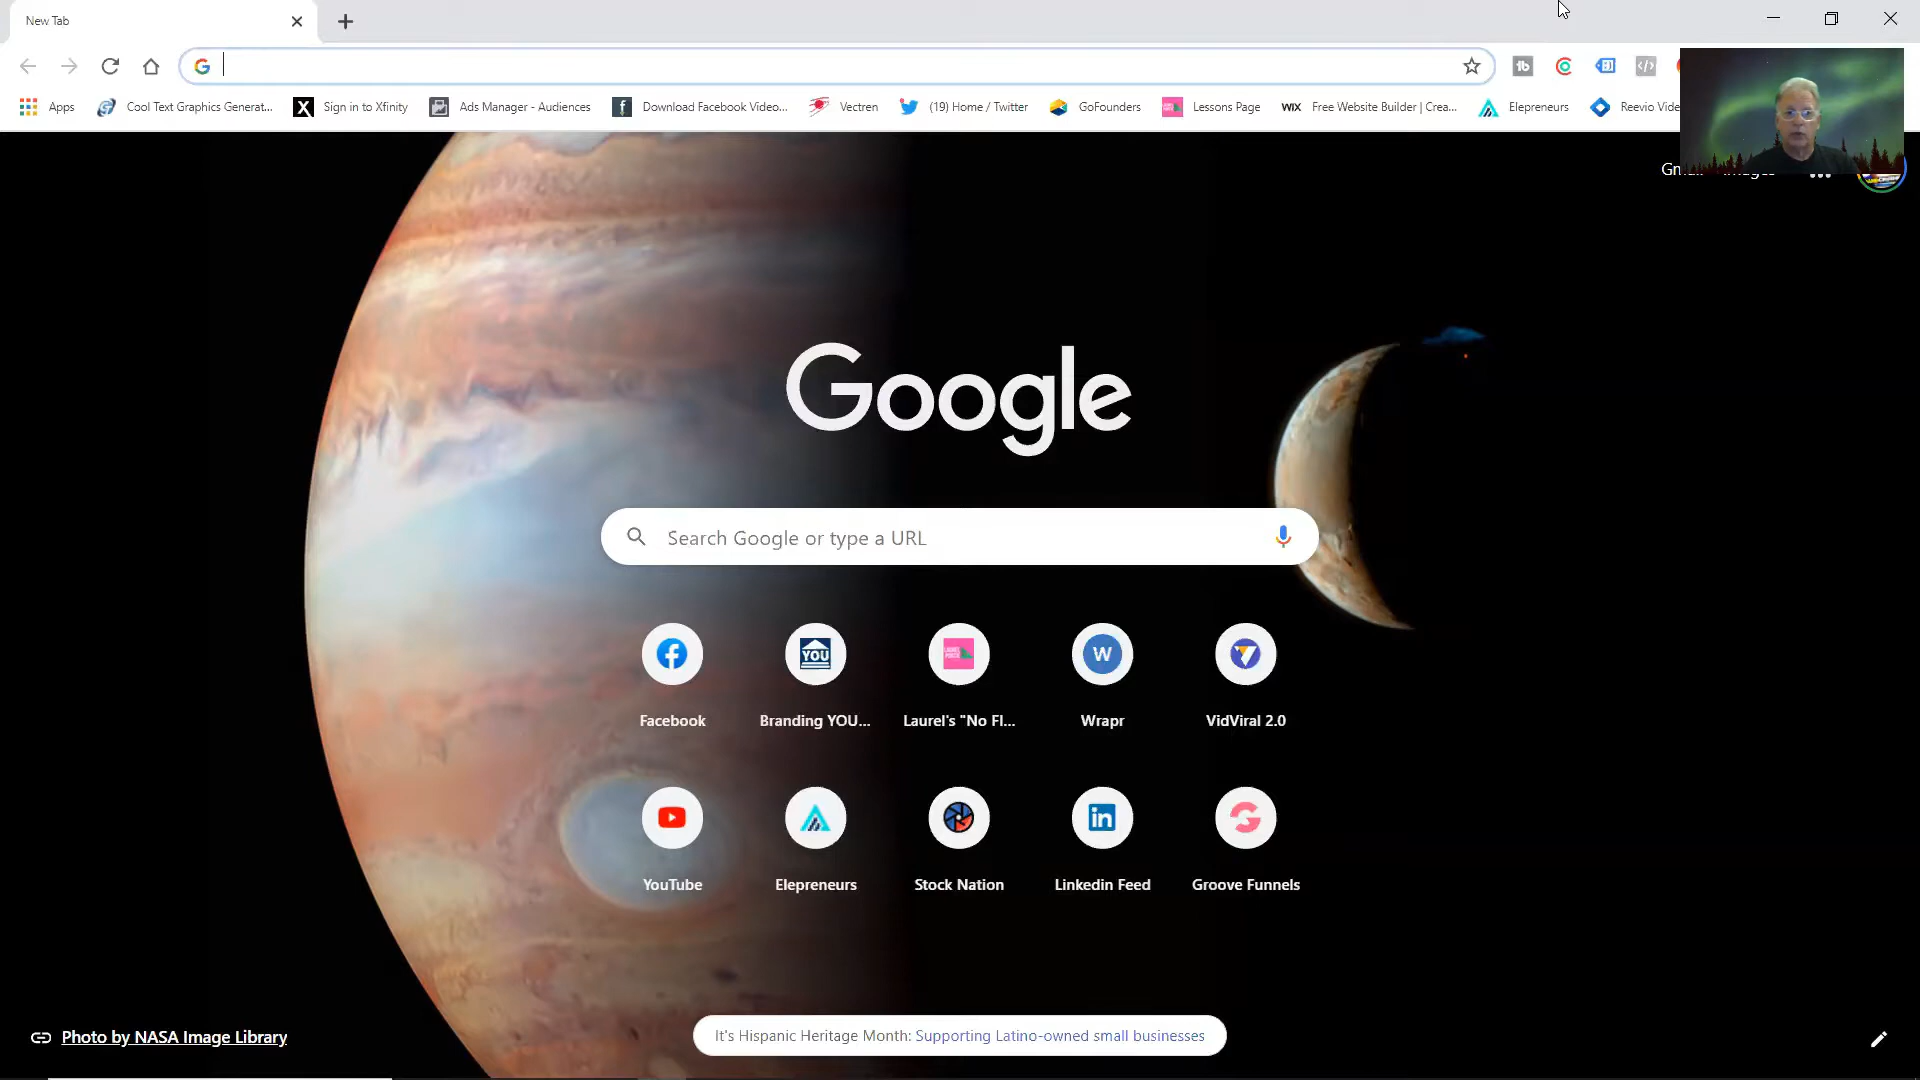 New Tab
Apps
Cool Text Graphics Generat...
X
Sign in to Xfinity
Ads Manager - Audiences
f
Download Facebook Video...
Vectren
(19) Home / Twitter
GoFounders
Lessons Page
WIX
Free Website Builder | Crea...
Elepreneurs
Reevio Vide
Google
Search Google or type a URL
YOU
W
Facebook
Branding YOU...
Laurel's "No Fl...
Wrapr
VidViral 2.0
in
YouTube
Elepreneurs
Stock Nation
Linkedin Feed
Groove Funnels
Photo by NASA Image Library
It's Hispanic Heritage Month: Supporting Latino-owned small businesses